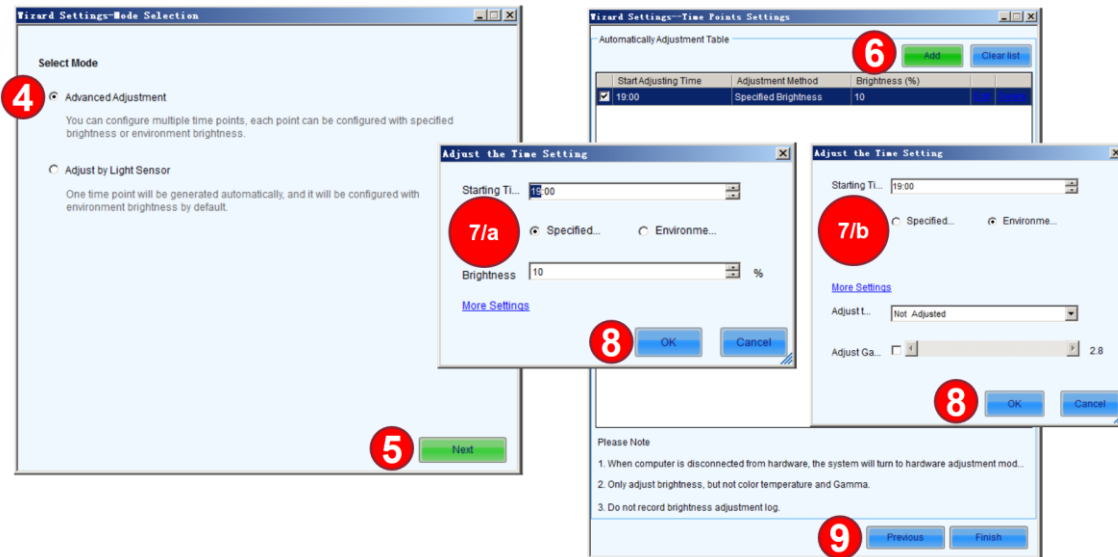 Wizard Settings-Mode Selection
Select Mode
4
Advanced Adjustment
You can configure multiple time points, each point can be configured with specified
brightness or environment brightness.
Adjust by Light Sensor
One time point will be generated automatically, and it will be configured with
environment brightness by default.
5
Next
Wizard Settings--Time Points Settings
Automatically Adjustment Table
6
Add
Clear list
Start Adjusting Time Adjustment Method Brightness (%)
19:00 Specified Brightness 10
Adjust the Time Setting
Starting Ti... 19:00
7/a
Specified... Environme...
Brightness 10 %
More Settings
8
OK Cancel
Adjust the Time Setting
Starting Ti... 19:00
7/b
Specified... Environme...
More Settings
Adjust t... Not Adjusted
Adjust Ga... 2.8
8
OK Cancel
Please Note
1. When computer is disconnected from hardware, the system will turn to hardware adjustment mod...
2. Only adjust brightness, but not color temperature and Gamma.
3. Do not record brightness adjustment log.
9
Previous Finish